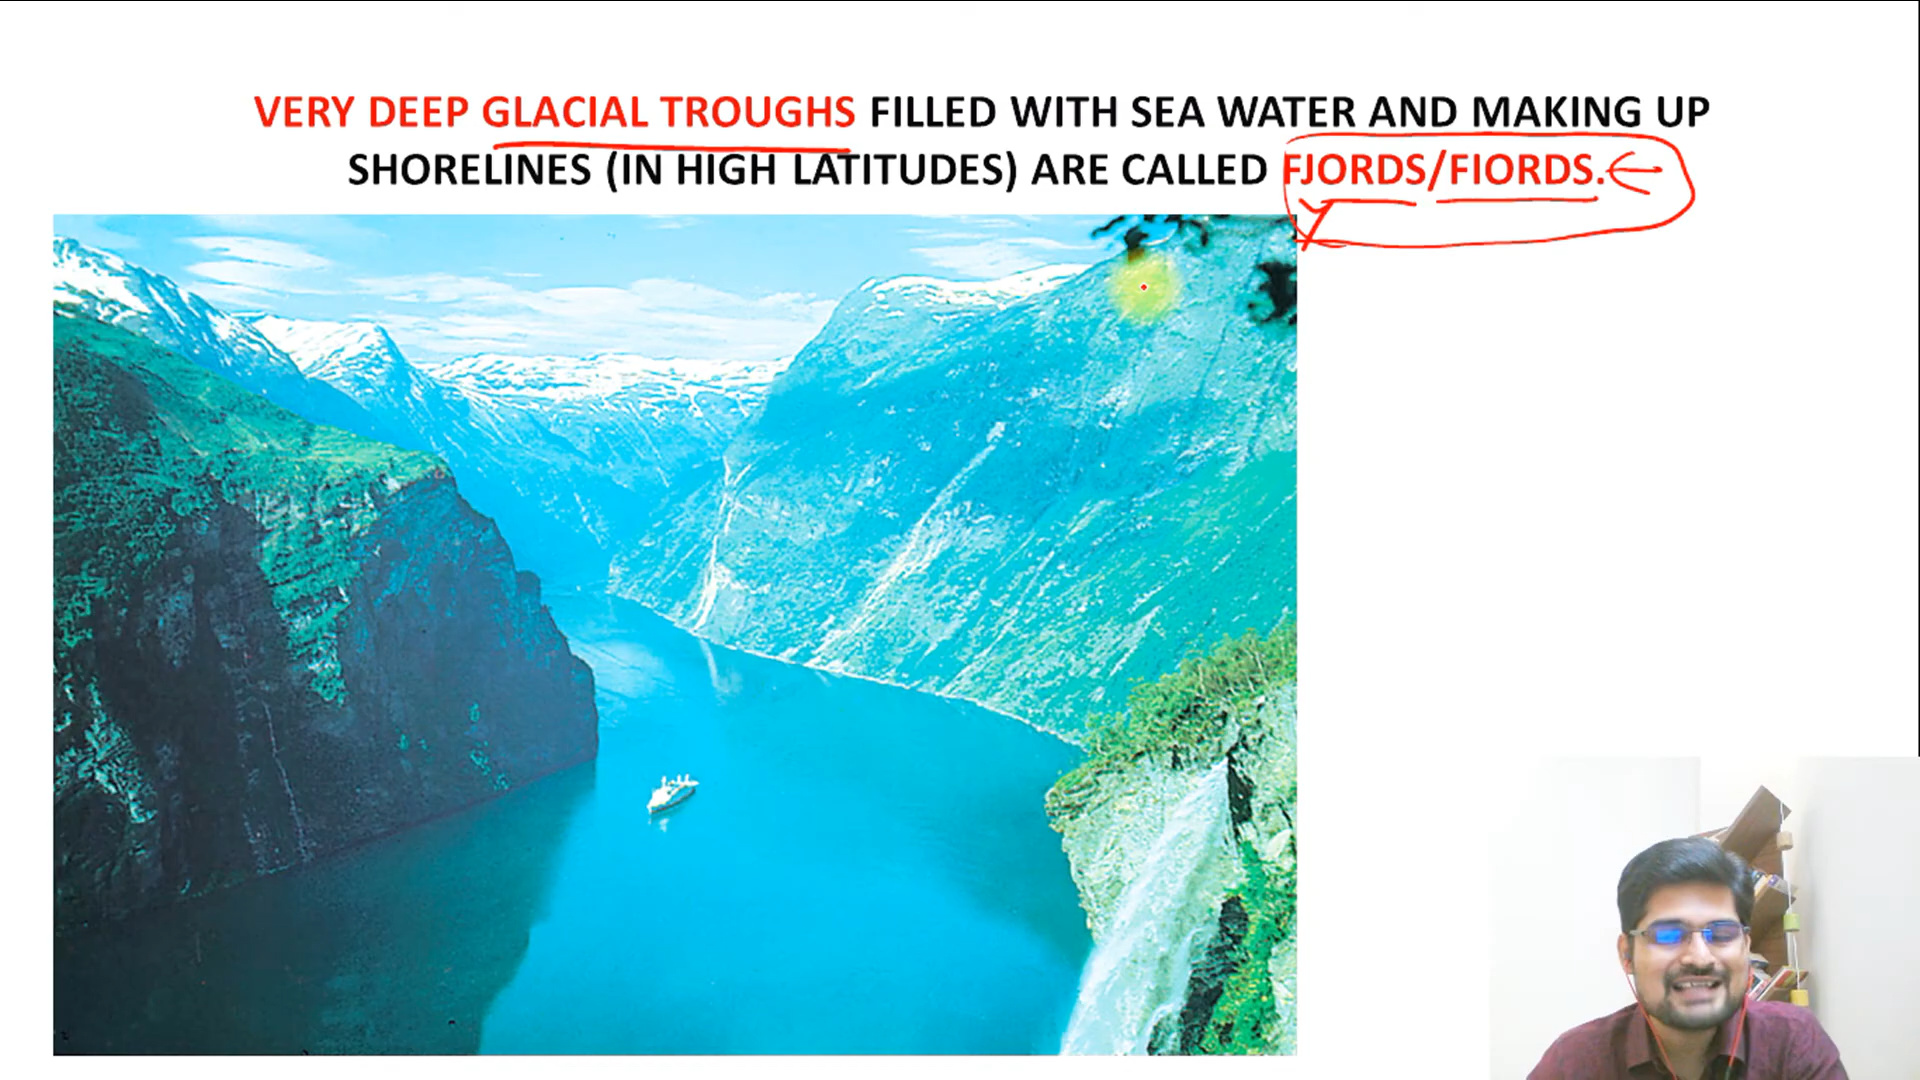 VERY DEEP GLACIAL TROUGHS FILLED WITH SEA WATER AND MAKING UP
SHORELINES (IN HIGH LATITUDES) ARE CALLED FJORDS/FIORDS.
Y